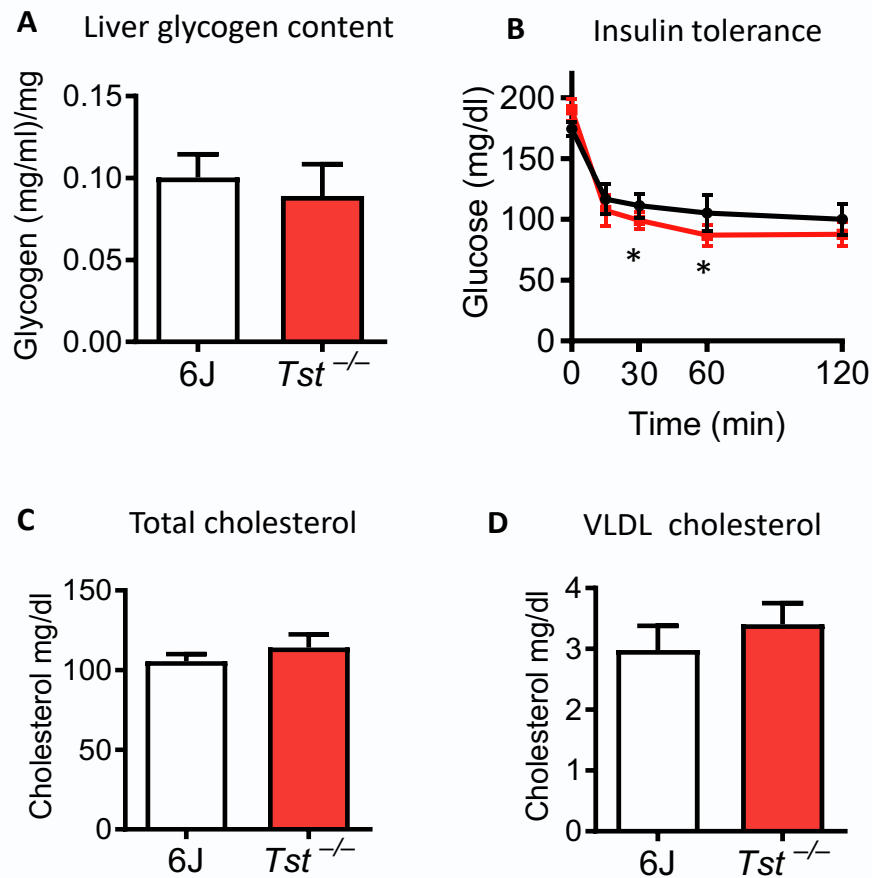 A Liver glycogen content
Glycogen (mg/ml)/mg
0.15
0.10
0.05
0.00
6J Tst –/–
B Insulin tolerance
Glucose (mg/dl)
200
150
100
50
0
* *
0 30 60 120
Time (min)
C Total cholesterol
Cholesterol mg/dl
150
100
50
0
6J Tst –/–
D VLDL cholesterol
Cholesterol mg/dl
4
3
2
1
0
6J Tst –/–